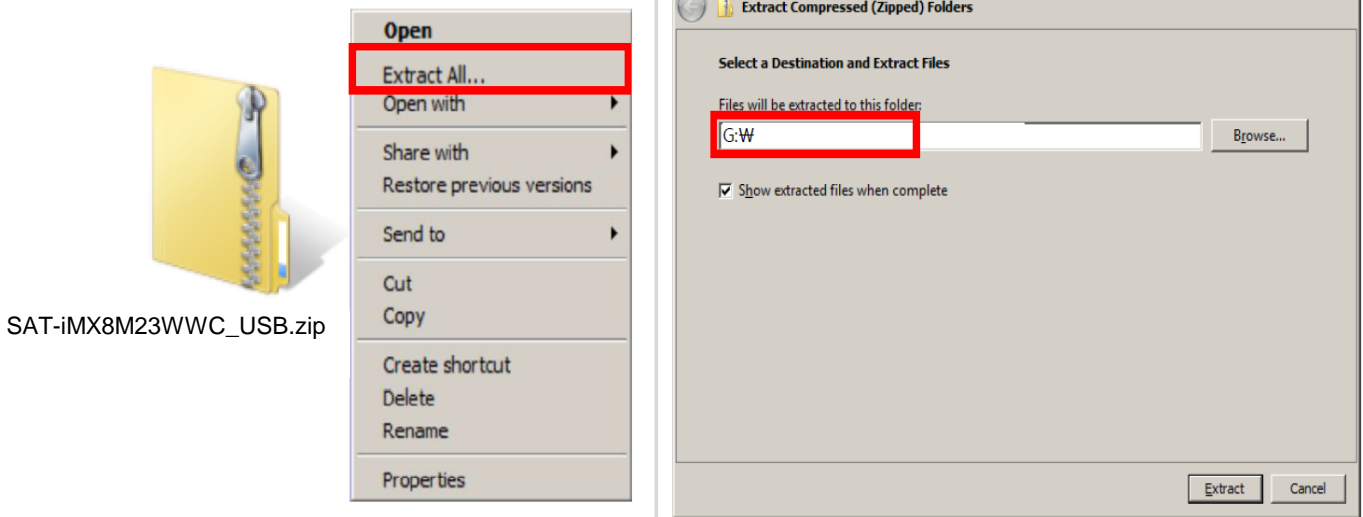 SAT-iMX8M23WWC_USB.zip
Open
Extract All...
Open with
Share with
Restore previous versions
Send to
Cut
Copy
Create shortcut
Delete
Rename
Properties
Extract Compressed (Zipped) Folders
Select a Destination and Extract Files
Files will be extracted to this folder:
G:₩
Browse...
Show extracted files when complete
Extract
Cancel